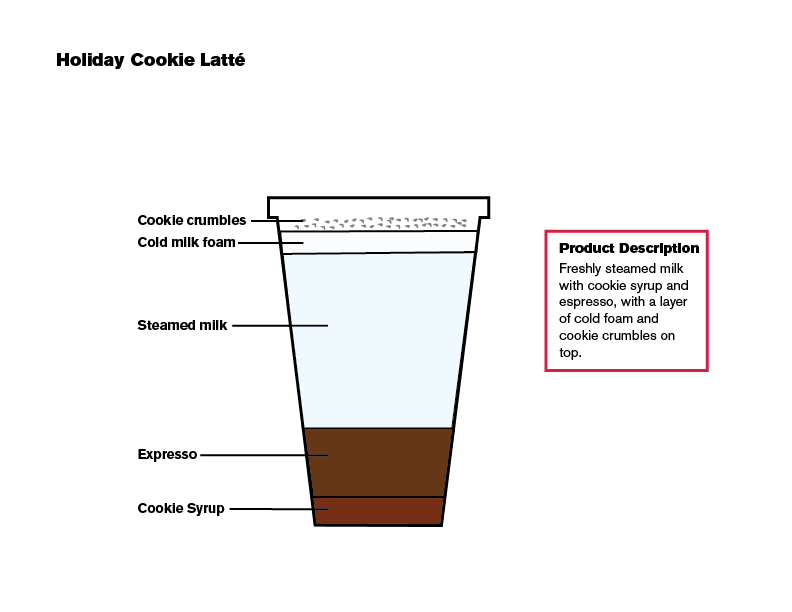 Holiday Cookie Latté
Cookie crumbles
Cold milk foam
Steamed milk
Expresso
Cookie Syrup
Product Description
Freshly steamed milk
with cookie syrup and
espresso, with a layer
of cold foam and
cookie crumbles on
top.